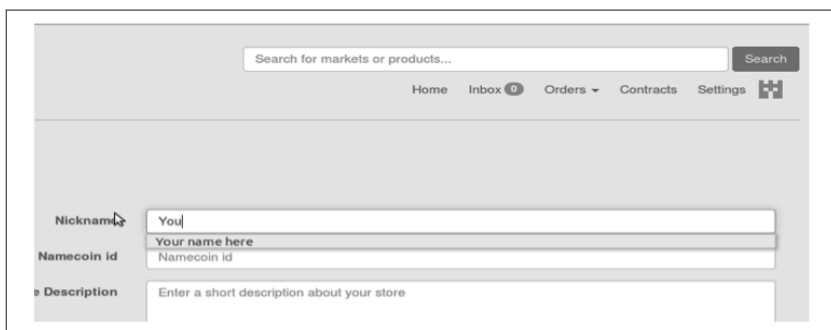 Search for markets or products... Search
Home Inbox 0 Orders Contracts Settings
Nickname You
Your name here
Namecoin id Namecoin id
e Description Enter a short description about your store